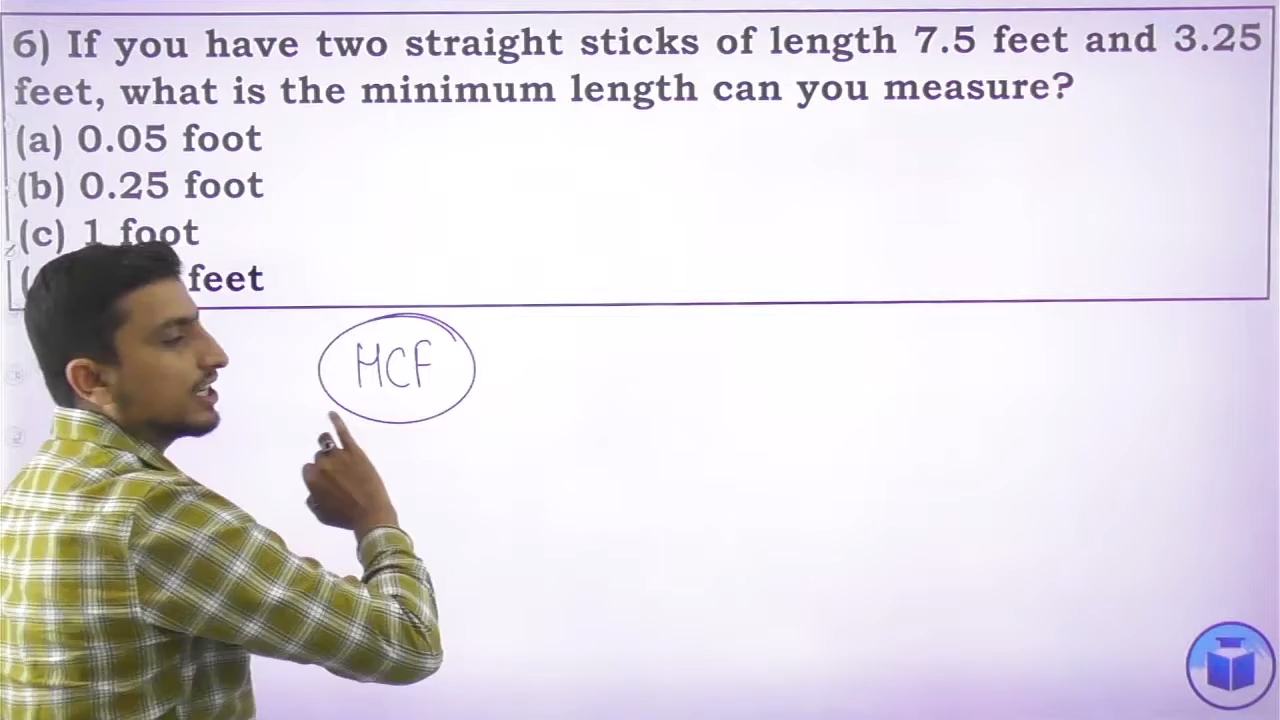 6) If you have two straight sticks of length 7.5 feet and 3.25
feet, what is the minimum length can you measure?
(a) 0.05 foot
(b) 0.25 foot
(c) 1 foot
feet
HCF